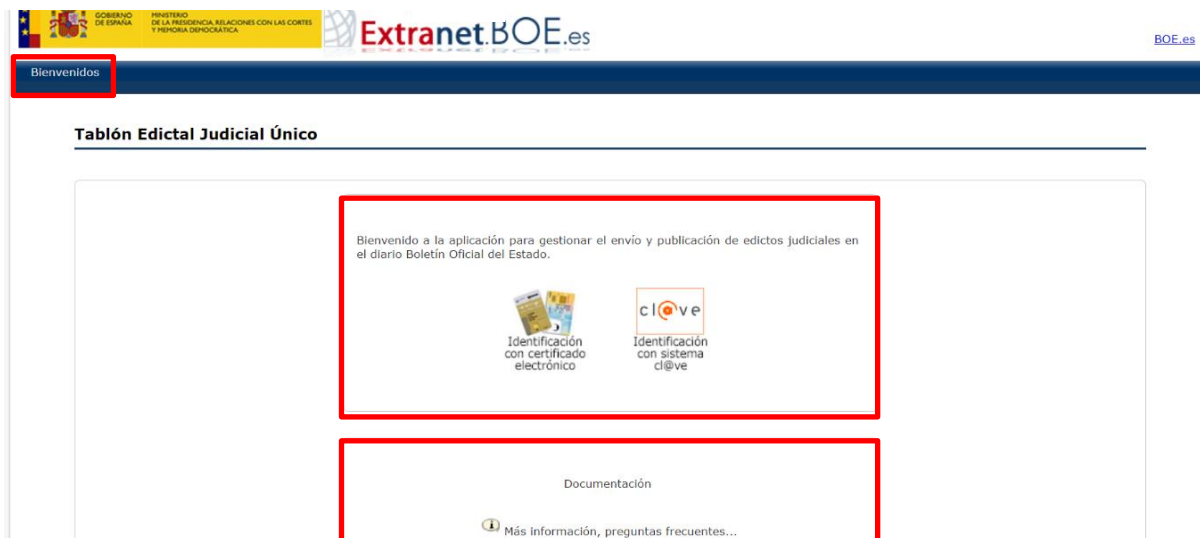 GOBIERNO
DE ESPAÑA
MINISTERIO
DE LA PRESIDENCIA, RELACIONES CON LAS CORTES
Y MEMORIA DEMOCRÁTICA
Extranet.BOE.es
BOE.es
Bienvenidos
Tablón Edictal Judicial Único
Bienvenido a la aplicación para gestionar el envío y publicación de edictos judiciales en
el diario Boletín Oficial del Estado.
cl@ve
Identificación
con certificado
electrónico
Identificación
con sistema
cl@ve
Documentación
Más información, preguntas frecuentes...